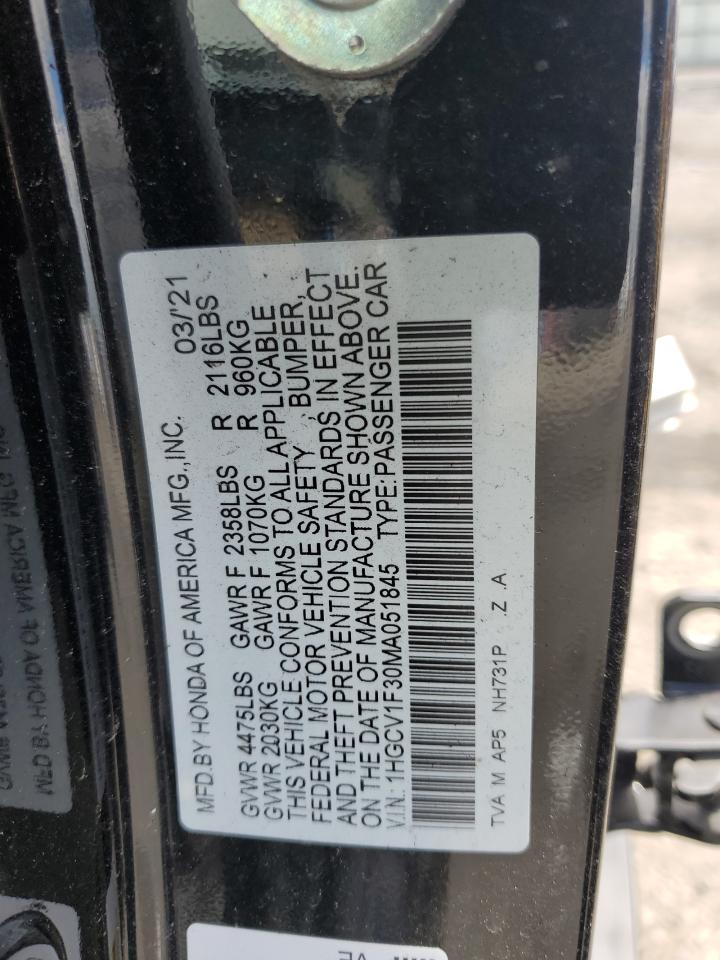 MFD.BY HONDA OF AMERICA MFG.,INC. 03/'21
GVWR 4475LBS GAWR F 2358LBS R 2116LBS
GVWR 2030KG GAWR F 1070KG R 960KG
THIS VEHICLE CONFORMS TO ALL APPLICABLE
FEDERAL MOTOR VEHICLE SAFETY, BUMPER,
AND THEFT PREVENTION STANDARDS IN EFFECT
ON THE DATE OF MANUFACTURE SHOWN ABOVE.
V.I.N.: 1HGCV1F30MA051845 TYPE:PASSENGER CAR
TVA M AP5 NH731P .Z .A